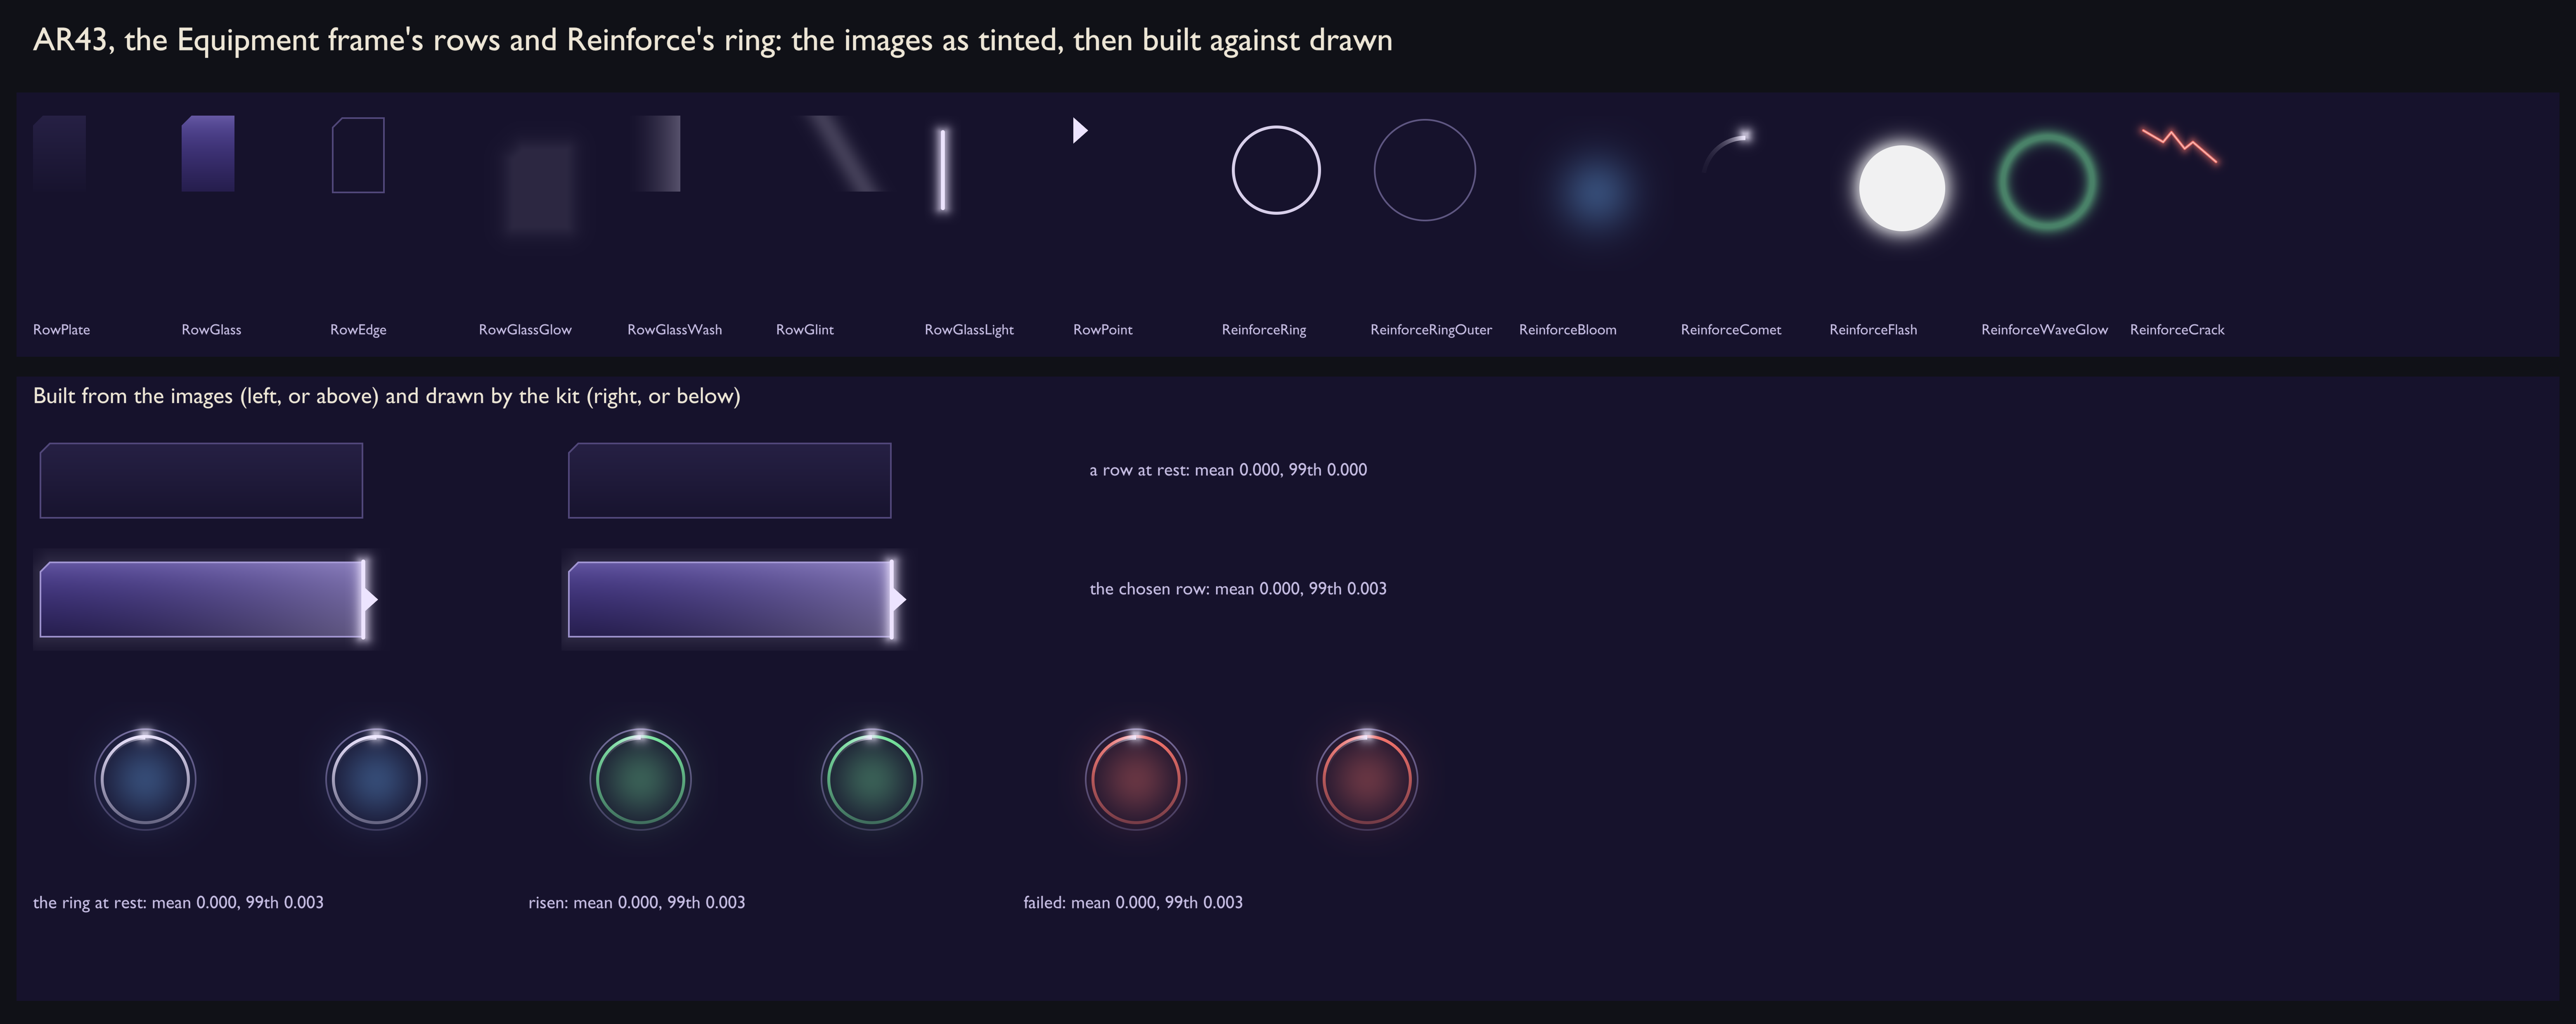 AR43, the Equipment frame's rows and Reinforce's ring: the images as tinted, then built against drawn
RowPlate
RowGlass
RowEdge
RowGlassGlow
RowGlassWash
RowGlint
RowGlassLight
RowPoint
ReinforceRing
ReinforceRingOuter
ReinforceBloom
ReinforceComet
ReinforceFlash
ReinforceWaveGlow
ReinforceCrack
Built from the images (left, or above) and drawn by the kit (right, or below)
a row at rest: mean 0.000, 99th 0.000
the chosen row: mean 0.000, 99th 0.003
the ring at rest: mean 0.000, 99th 0.003
risen: mean 0.000, 99th 0.003
failed: mean 0.000, 99th 0.003